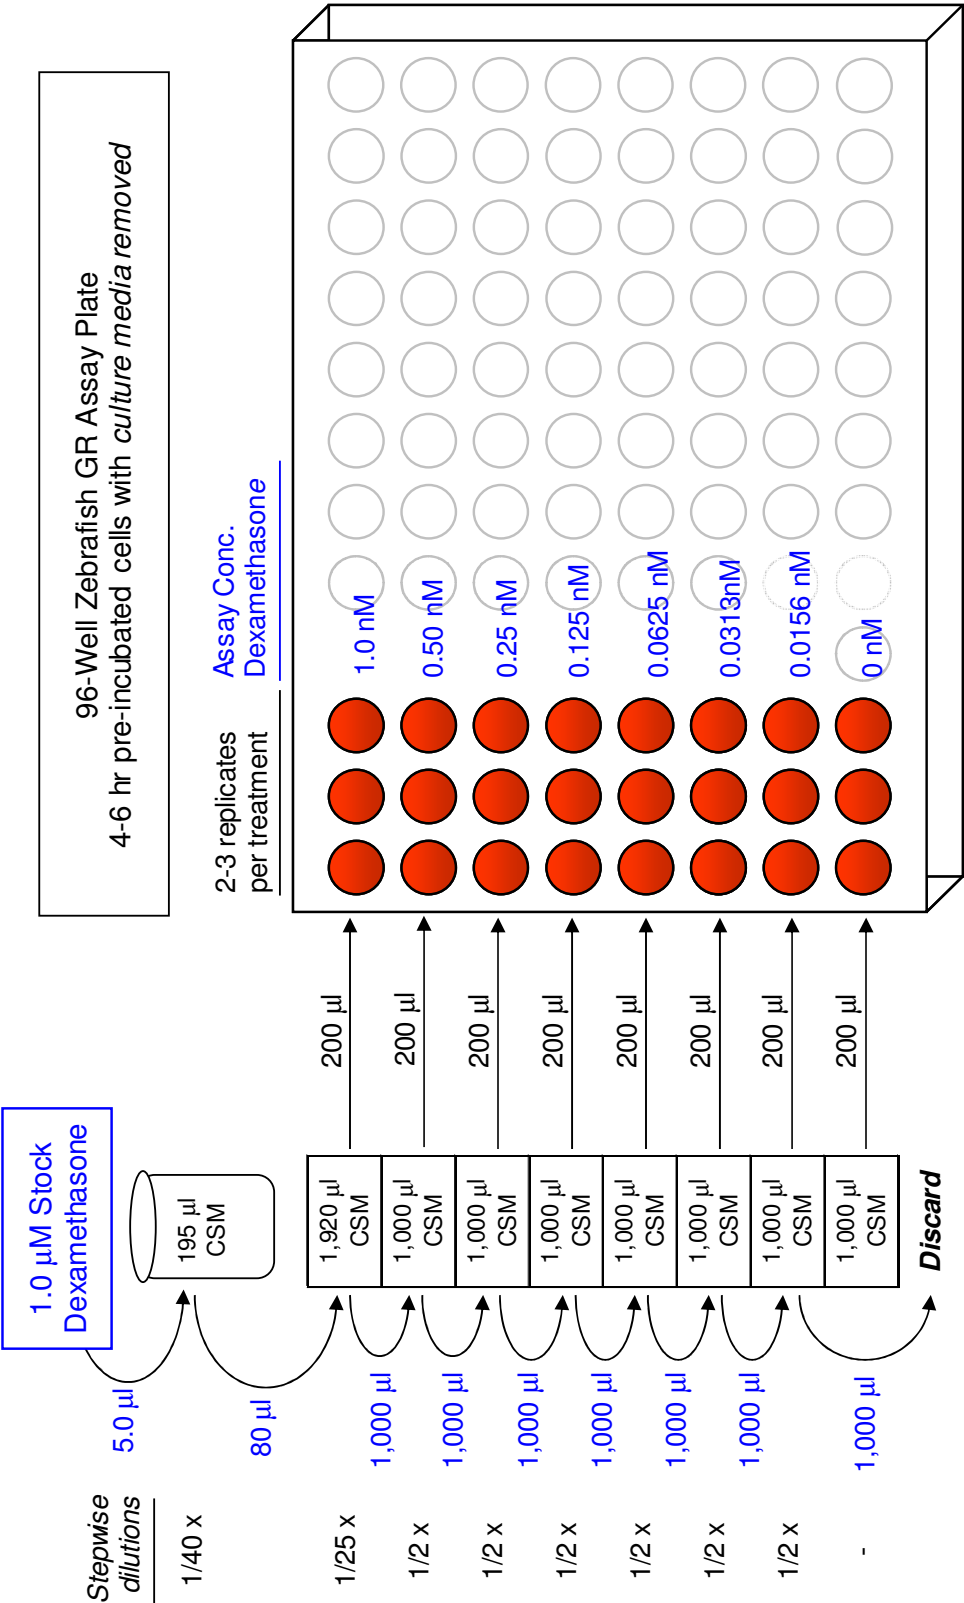 96-Well Zebrafish GR Assay Plate
4-6 hr pre-incubated cells with culture media removed
1.0 µM Stock
Dexamethasone
2-3 replicates
per treatment
Assay Conc.
Dexamethasone
Stepwise
dilutions
5.0 µl
195 µl
CSM
1/40 x
80 µl
1/25 x
1,920 µl
CSM
200 µl
1.0 nM
1,000 µl
1/2 x
1,000 µl
CSM
200 µl
0.50 nM
1,000 µl
1/2 x
1,000 µl
CSM
200 µl
0.25 nM
1,000 µl
1/2 x
1,000 µl
CSM
200 µl
0.125 nM
1,000 µl
1/2 x
1,000 µl
CSM
200 µl
0.0625 nM
1,000 µl
1/2 x
1,000 µl
CSM
200 µl
0.0313nM
1,000 µl
1/2 x
1,000 µl
CSM
200 µl
0.0156 nM
1,000 µl
-
1,000 µl
CSM
200 µl
0 nM
Discard